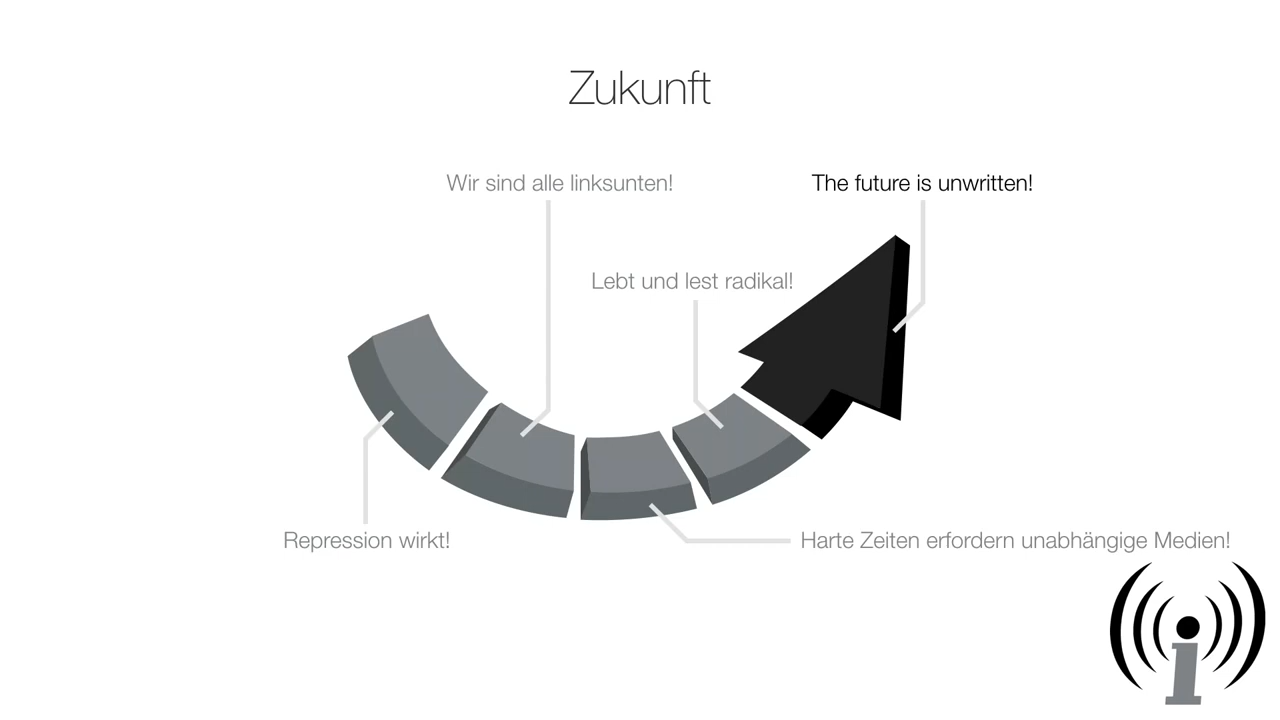 Zukunft
Wir sind alle linksunten!
The future is unwritten!
Lebt und lest radikal!
Repression wirkt!
Harte Zeiten erfordern unabhängige Medien!
i